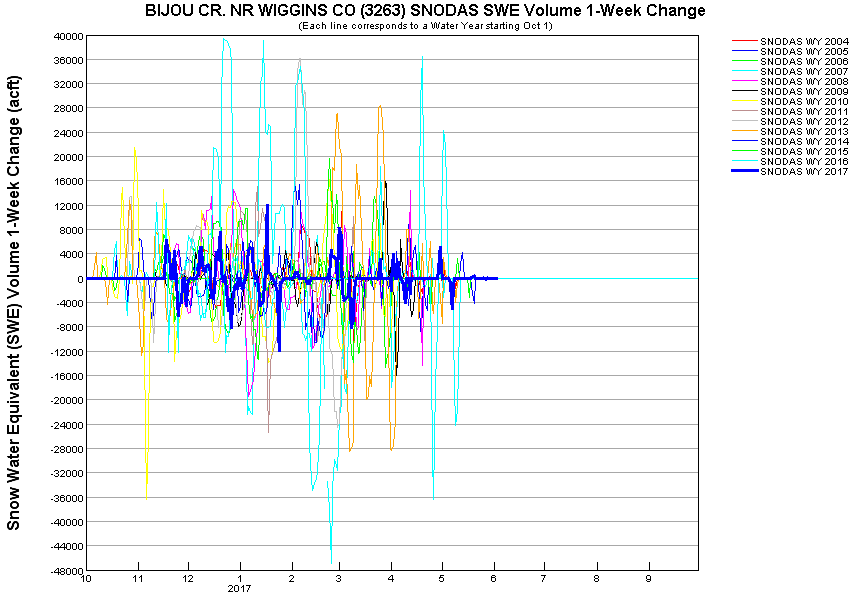 BIJOU CR. NR WIGGINS CO (3263) SNODAS SWE Volume 1-Week Change
(Each line corresponds to a Water Year starting Oct 1)
Snow Water Equivalent (SWE) Volume 1-Week Change (acft)
40000
36000
32000
28000
24000
20000
16000
12000
8000
4000
0
-4000
-8000
-12000
-16000
-20000
-24000
-28000
-32000
-36000
-40000
-44000
-48000
10 11 12 1 2 3 4 5 6 7 8 9
2017
SNODAS WY 2004
SNODAS WY 2005
SNODAS WY 2006
SNODAS WY 2007
SNODAS WY 2008
SNODAS WY 2009
SNODAS WY 2010
SNODAS WY 2011
SNODAS WY 2012
SNODAS WY 2013
SNODAS WY 2014
SNODAS WY 2015
SNODAS WY 2016
SNODAS WY 2017